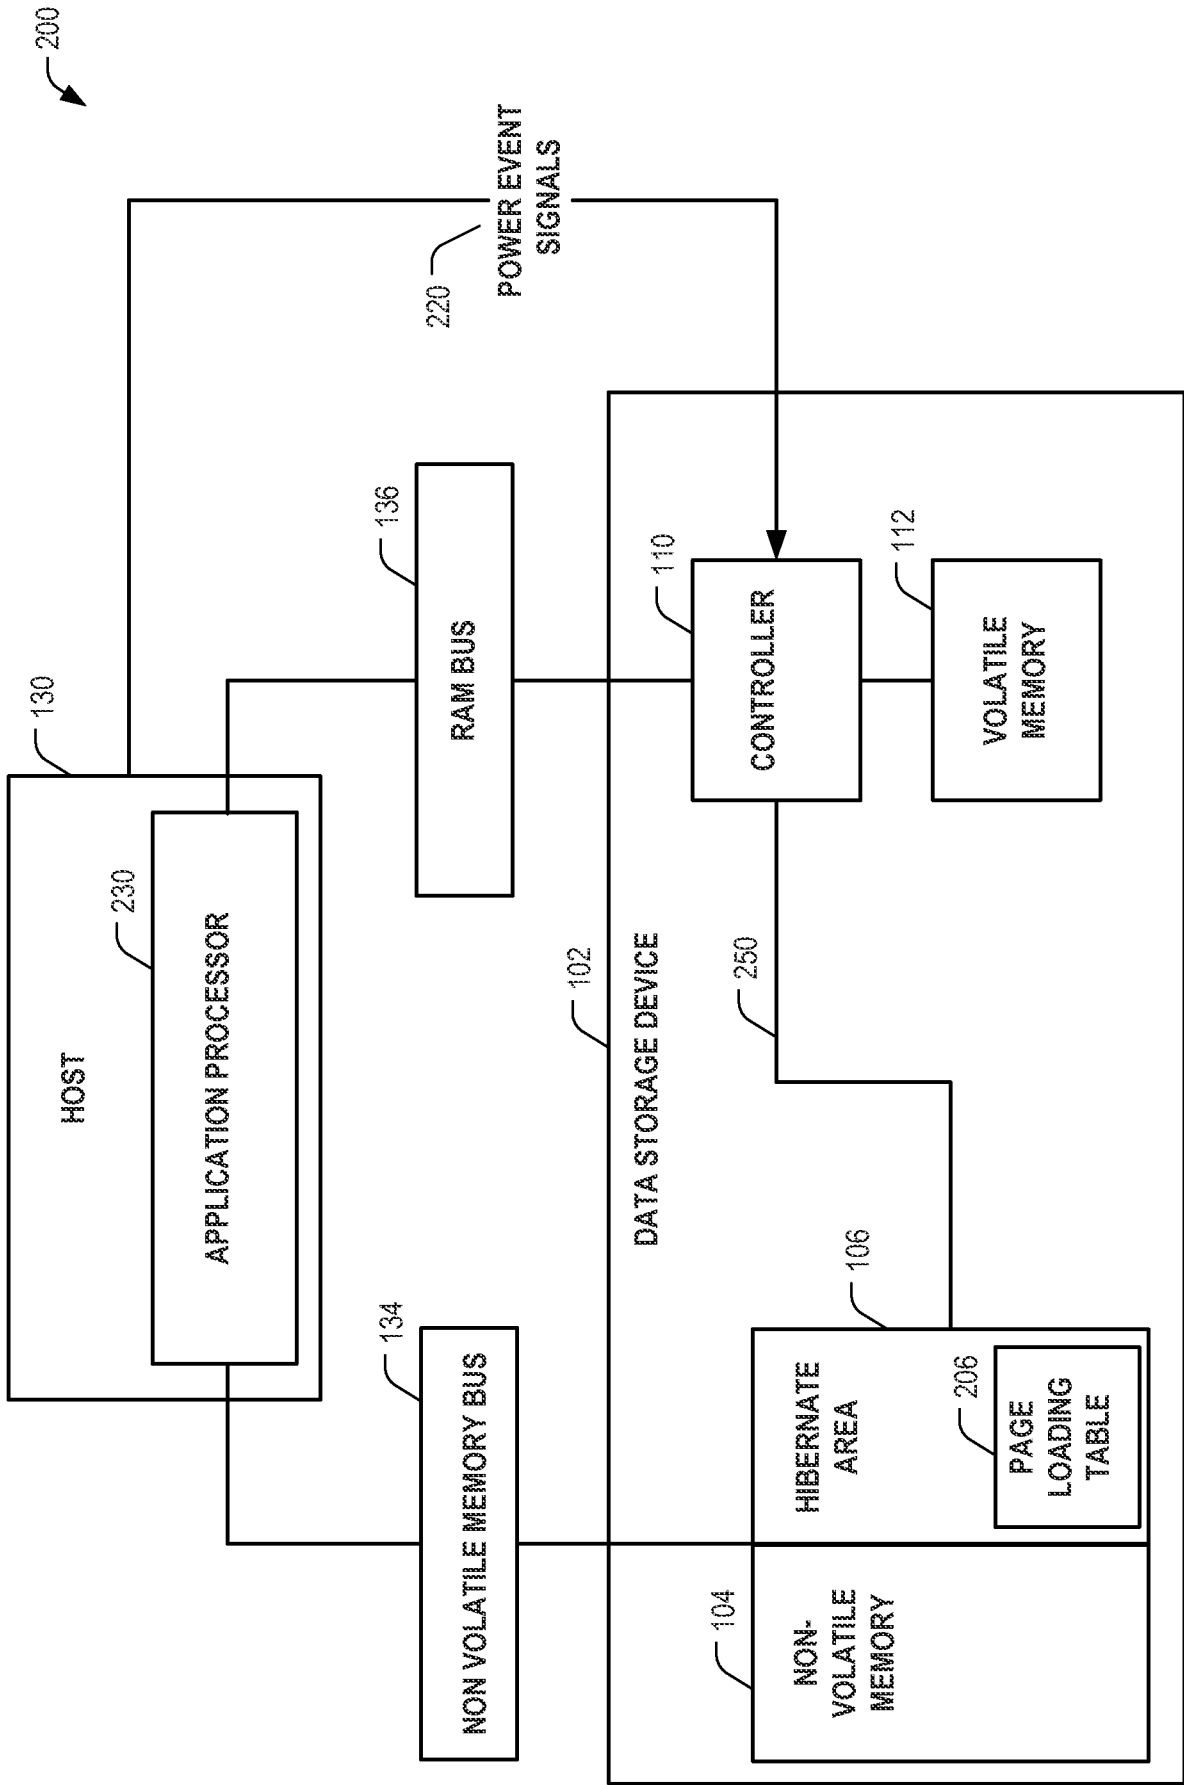 200
130
HOST
230
APPLICATION PROCESSOR
220
POWER EVENT
SIGNALS
134
NON VOLATILE MEMORY BUS
136
RAM BUS
102
DATA STORAGE DEVICE
104
NON-
VOLATILE
MEMORY
106
HIBERNATE
AREA
206
PAGE
LOADING
TABLE
250
110
CONTROLLER
112
VOLATILE
MEMORY